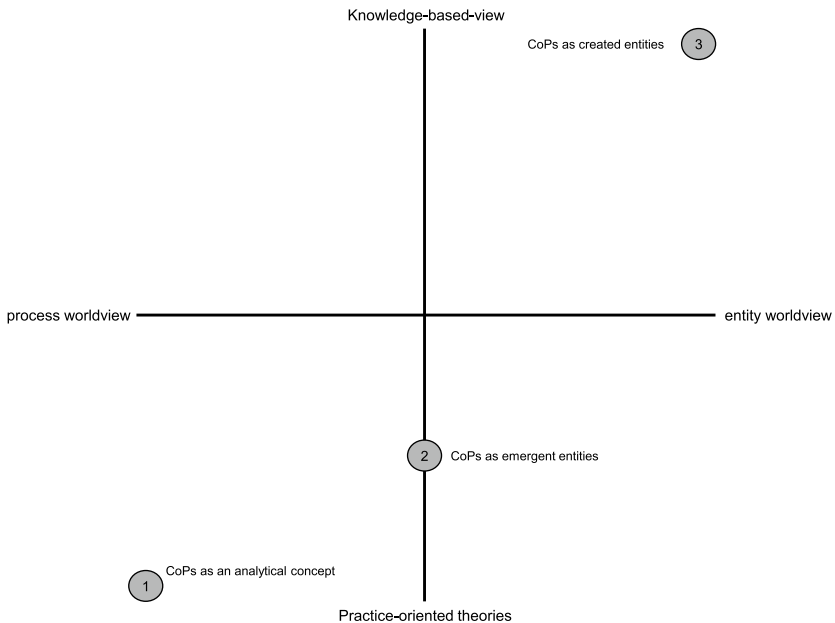 Knowledge-based-view
CoPs as created entities 3
process worldview
entity worldview
2 CoPs as emergent entities
CoPs as an analytical concept
1
Practice-oriented theories